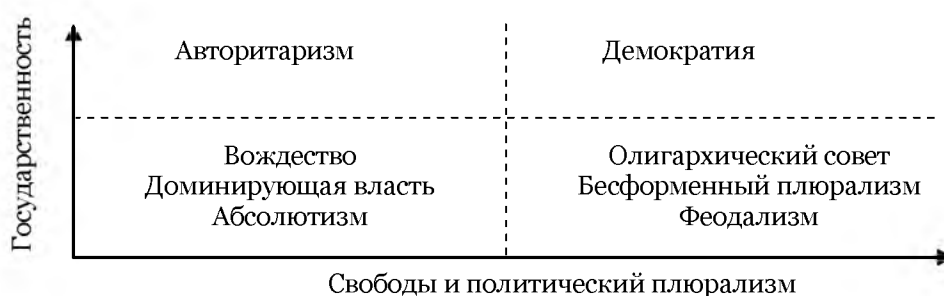 Государственность
Авторитаризм
Демократия
Вождество
Доминирующая власть
Абсолютизм
Олигархический совет
Бесформенный плюрализм
Феодализм
Свободы и политический плюрализм